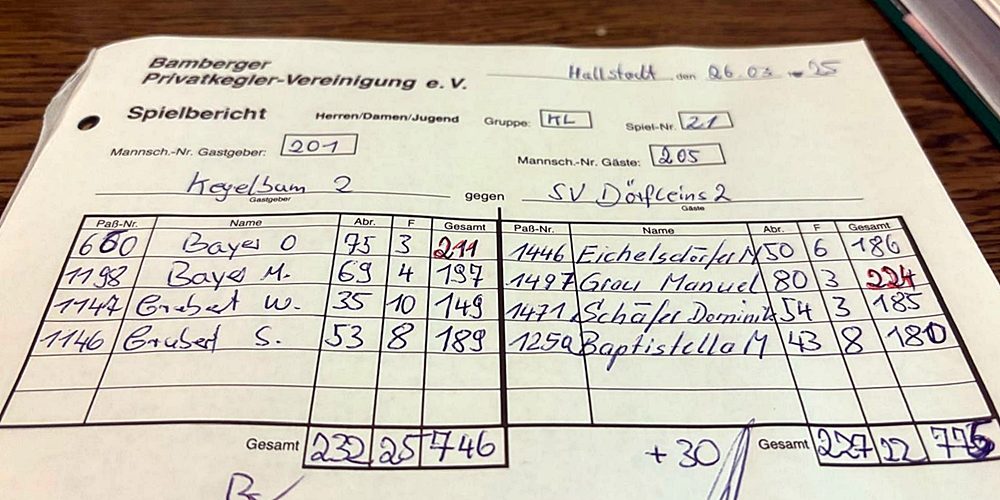 Bamberger
Privatkegler-Vereinigung e.V.
Hallstadt den 26.03 25
Spielbericht Herren/Damen/Jugend Gruppe: KL Spiel-Nr. 21
Mannsch.-Nr. Gastgeber: 201 Mannsch.-Nr. Gäste: 205
Kegelbum 2 gegen SV Dörfleins 2
Gastgeber Gäste
Paß-Nr. Name Abr. F Gesamt Paß-Nr. Name Abr. F Gesamt
660 Bayer O 75 3 211 1446 Eichelsdörfer M 50 6 186
1198 Bayer M. 69 4 197 1497 Grau Manuel 80 3 224
1147 Grubert W. 35 10 149 1471 Schäfer Dominik 54 3 185
1146 Grubert S. 53 8 189 1250 Baptistella M 43 8 180
Gesamt 232 25 746 +30 Gesamt 227 22 776